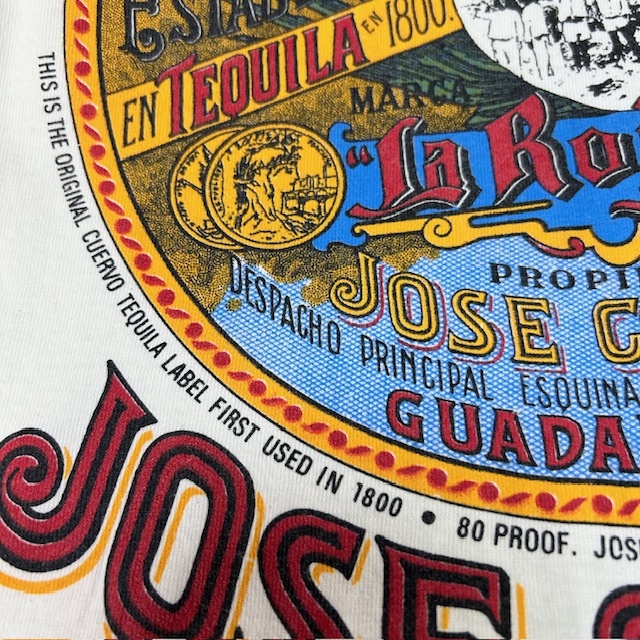 EN 1800.
EN TEQUILA
MARCA
"La Ro
PROPI
JOSE C
DESPACHO PRINCIPAL ESQUINA
GUADA
THIS IS THE ORIGINAL CUERVO TEQUILA LABEL FIRST USED IN 1800 • 80 PROOF. JOS
JOSE